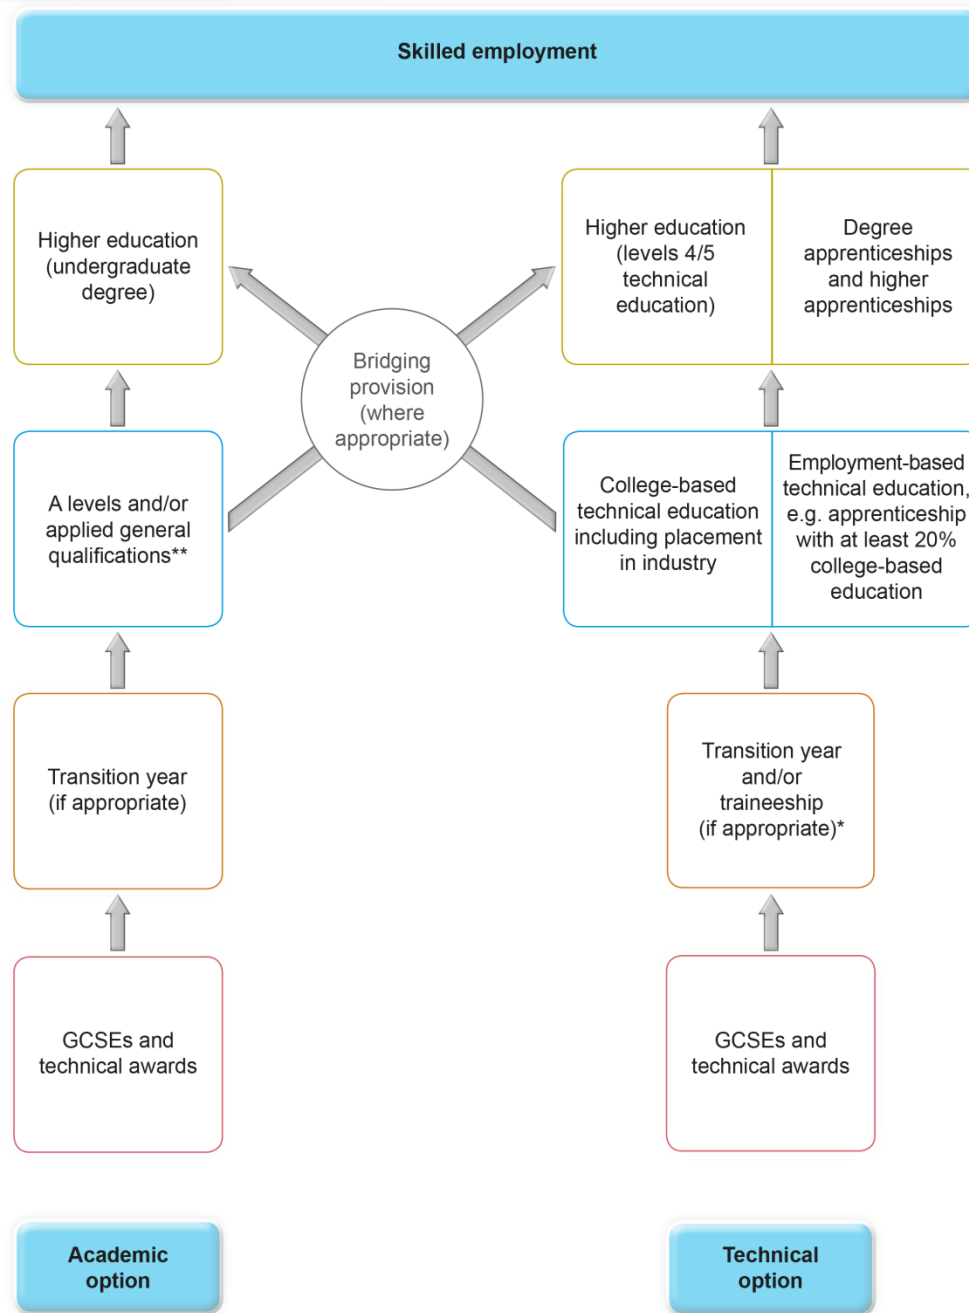 Skilled employment
Higher education
(undergraduate
degree)
Higher education
(levels 4/5
technical
education)
Degree
apprenticeships
and higher
apprenticeships
Bridging
provision
(where
appropriate)
A levels and/or
applied general
qualifications**
College-based
technical education
including placement
in industry
Employment-based
technical education,
e.g. apprenticeship
with at least 20%
college-based
education
Transition year
(if appropriate)
Transition year
and/or
traineeship
(if appropriate)*
GCSEs and
technical awards
GCSEs and
technical awards
Academic
option
Technical
option